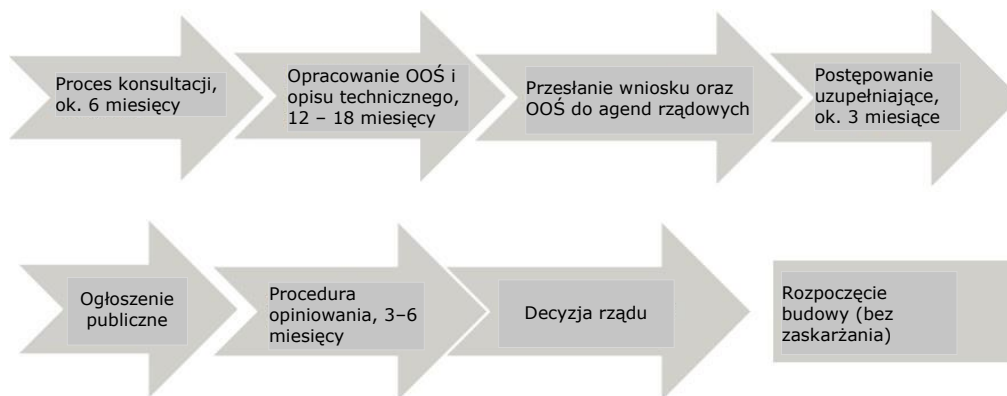 Proces konsultacji,
ok. 6 miesięcy
Opracowanie OOŚ i
opisu technicznego,
12 – 18 miesięcy
Przesłanie wniosku oraz
OOŚ do agend rządowych
Postępowanie
uzupełniające,
ok. 3 miesiące
Ogłoszenie
publiczne
Procedura
opiniowania, 3–6
miesięcy
Decyzja rządu
Rozpoczęcie
budowy (bez
zaskarżania)